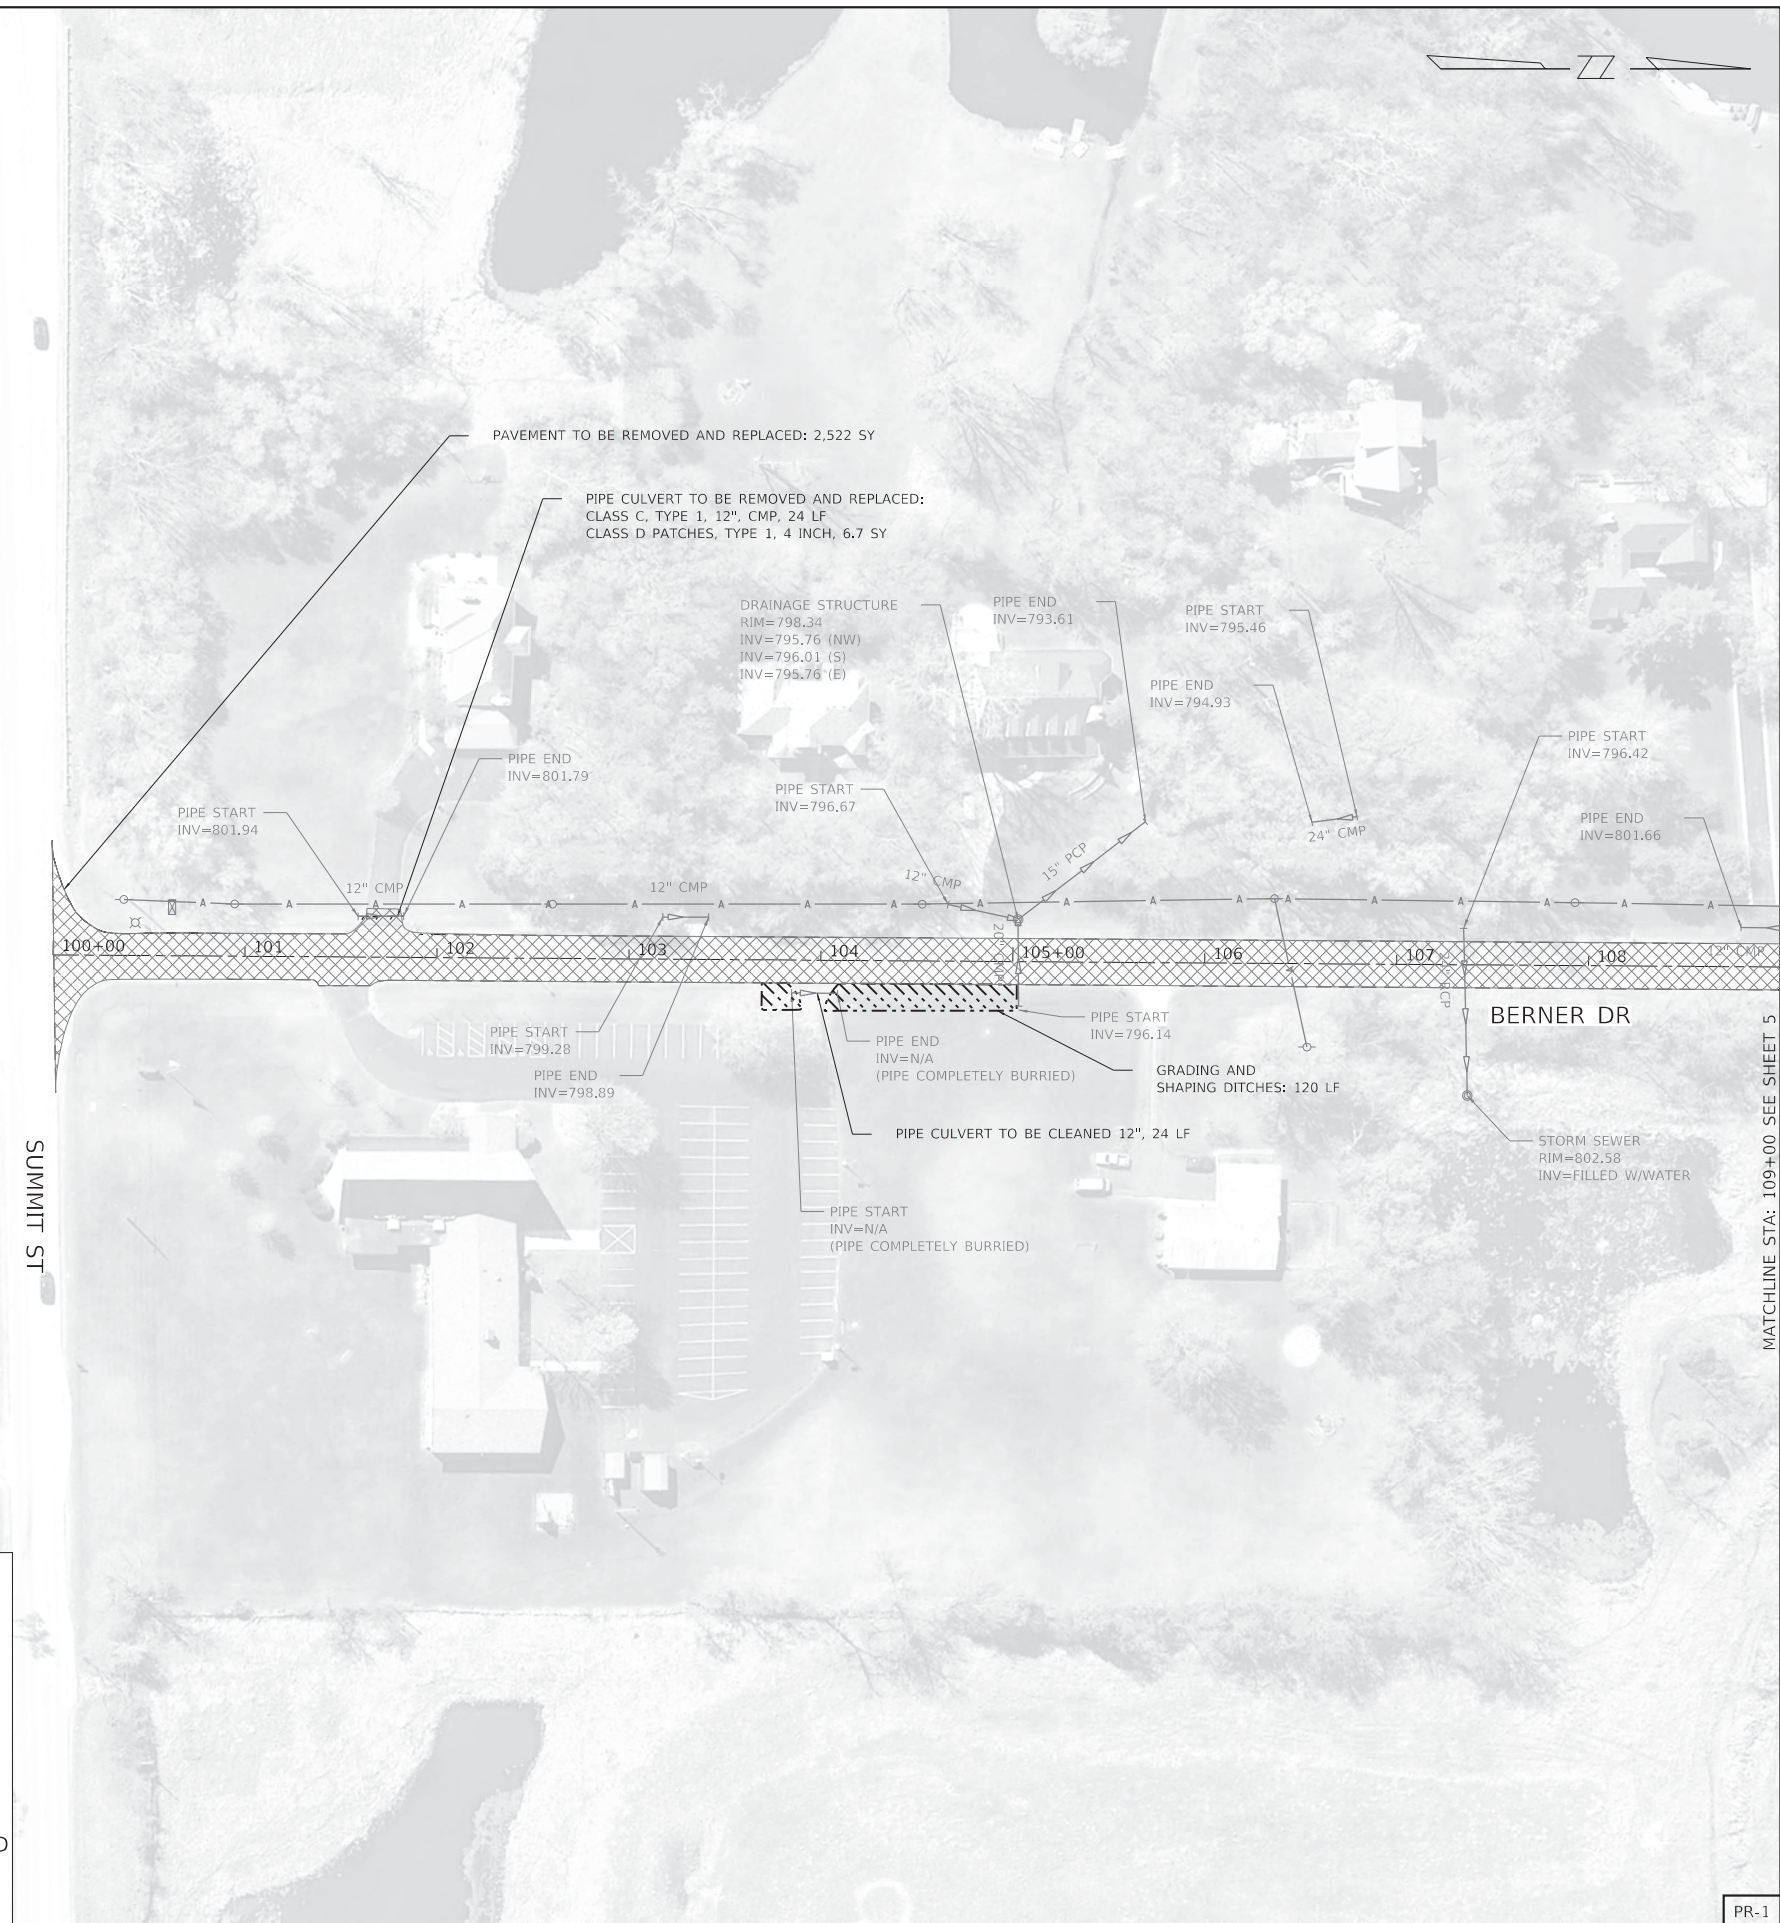 PAVEMENT TO BE REMOVED AND REPLACED: 2,522 SY
PIPE CULVERT TO BE REMOVED AND REPLACED:
CLASS C, TYPE 1, 12", CMP, 24 LF
CLASS D PATCHES, TYPE 1, 4 INCH, 6.7 SY
DRAINAGE STRUCTURE
RIM=798.34
INV=795.76 (NW)
INV=796.01 (S)
INV=795.76 (E)
PIPE END
INV=793.61
PIPE START
INV=795.46
PIPE END
INV=794.93
PIPE START
INV=796.42
PIPE END
INV=801.79
PIPE START
INV=796.67
PIPE START
INV=801.94
PIPE END
INV=801.66
24" CMP
15" PCP
12" CMP
12" CMP
12" CMP
A A A A A A A A A A A A A A A A A
100+00 101 102 103 104 105+00 106 107 108
12" CMP
20" CMP
24" RCP
BERNER DR
PIPE START
INV=799.28
PIPE END
INV=798.89
PIPE END
INV=N/A
(PIPE COMPLETELY BURRIED)
PIPE START
INV=796.14
GRADING AND
SHAPING DITCHES: 120 LF
PIPE CULVERT TO BE CLEANED 12", 24 LF
STORM SEWER
RIM=802.58
INV=FILLED W/WATER
PIPE START
INV=N/A
(PIPE COMPLETELY BURRIED)
SUMMIT ST
MATCHLINE STA: 109+00 SEE SHEET 5
PR-1